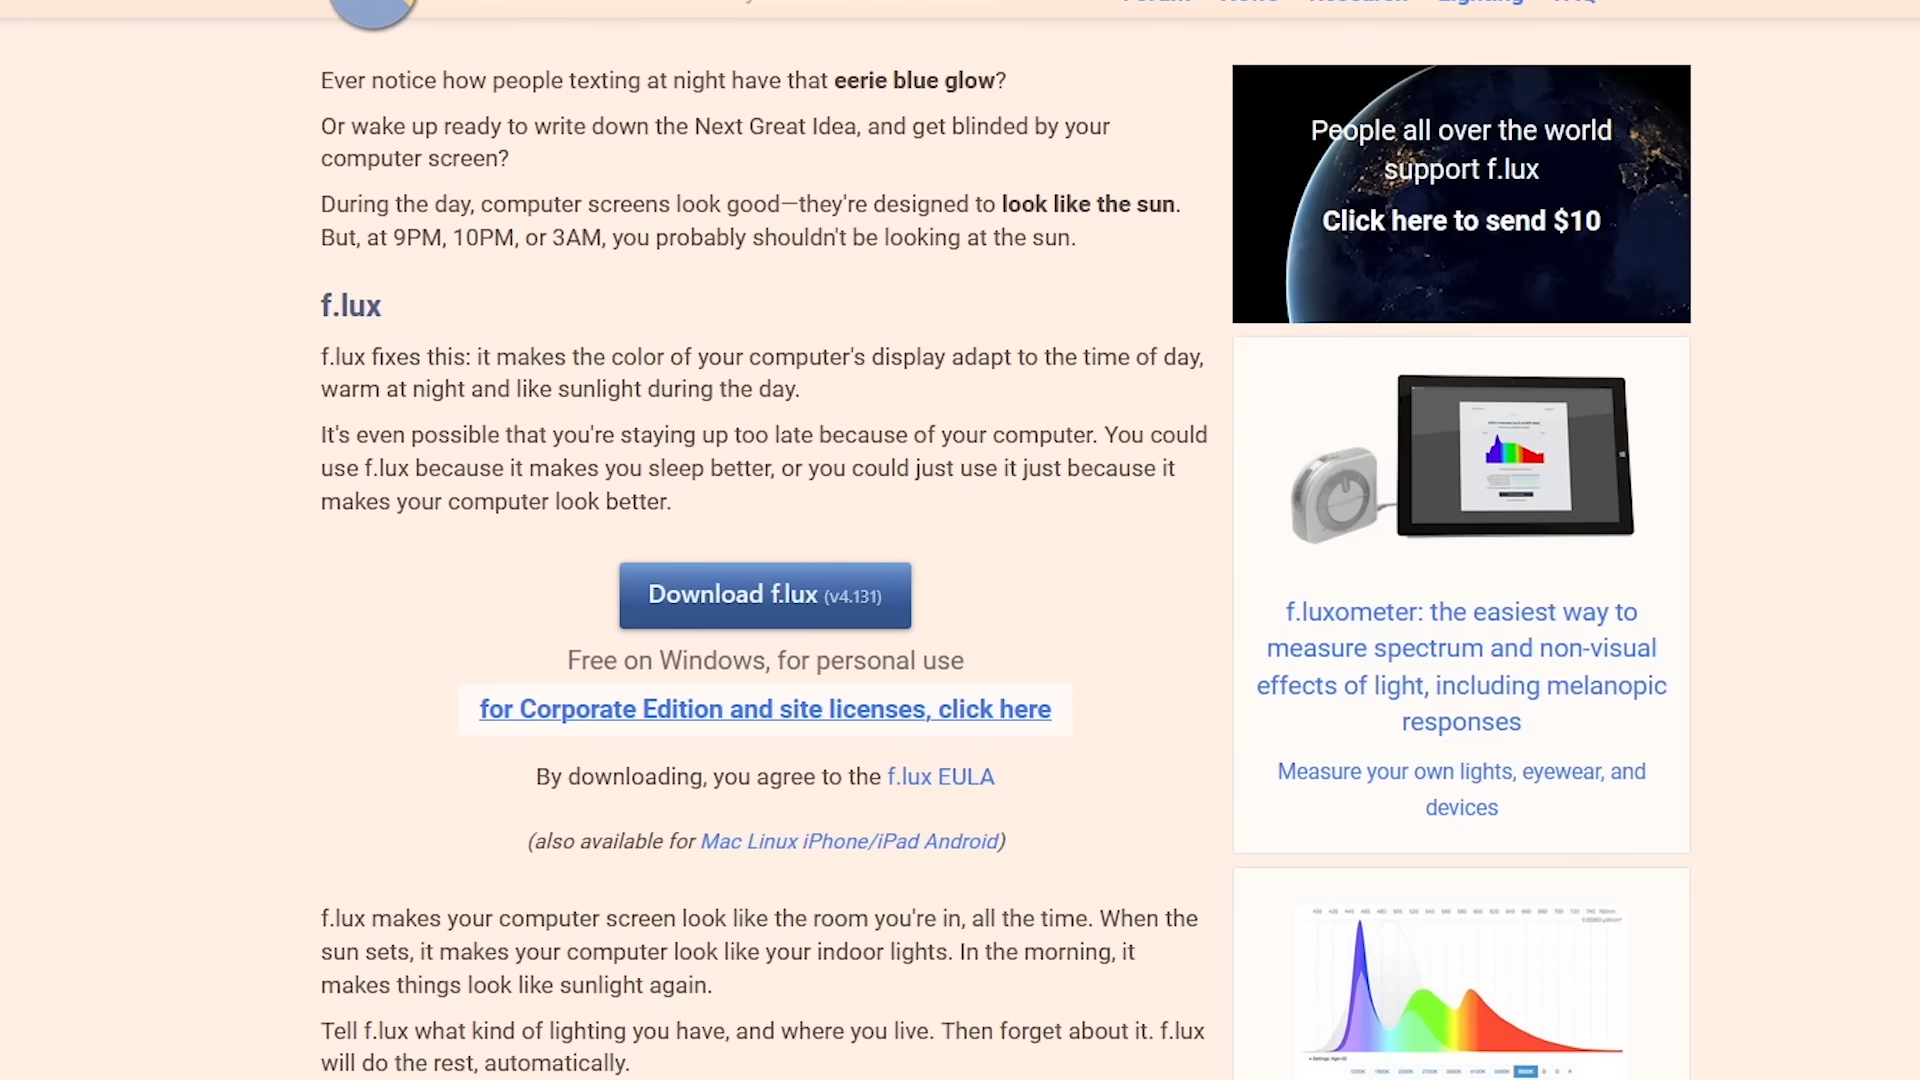 Ever notice how people texting at night have that eerie blue glow?
Or wake up ready to write down the Next Great Idea, and get blinded by your
computer screen?
During the day, computer screens look good—they're designed to look like the sun.
But, at 9PM, 10PM, or 3AM, you probably shouldn't be looking at the sun.
f.lux
f.lux fixes this: it makes the color of your computer's display adapt to the time of day,
warm at night and like sunlight during the day.
It's even possible that you're staying up too late because of your computer. You could
use f.lux because it makes you sleep better, or you could just use it just because it
makes your computer look better.
Download f.lux (v4.131)
Free on Windows, for personal use
for Corporate Edition and site licenses, click here
By downloading, you agree to the f.lux EULA
(also available for Mac Linux iPhone/iPad Android)
f.lux makes your computer screen look like the room you're in, all the time. When the
sun sets, it makes your computer look like your indoor lights. In the morning, it
makes things look like sunlight again.
Tell f.lux what kind of lighting you have, and where you live. Then forget about it. f.lux
will do the rest, automatically.
People all over the world
support f.lux
Click here to send $10
f.luxometer: the easiest way to
measure spectrum and non-visual
effects of light, including melanopic
responses
Measure your own lights, eyewear, and
devices